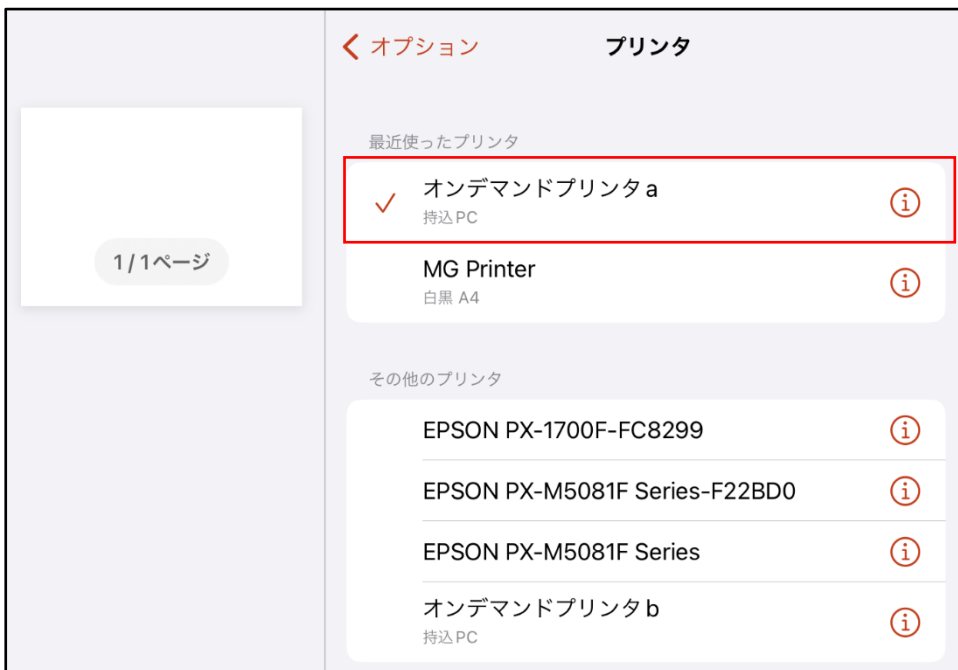 オプション
プリンタ
最近使ったプリンタ
オンデマンドプリンタa
持込PC
1/1ページ
MG Printer
白黒 A4
その他のプリンタ
EPSON PX-1700F-FC8299
EPSON PX-M5081F Series-F22BD0
EPSON PX-M5081F Series
オンデマンドプリンタb
持込PC